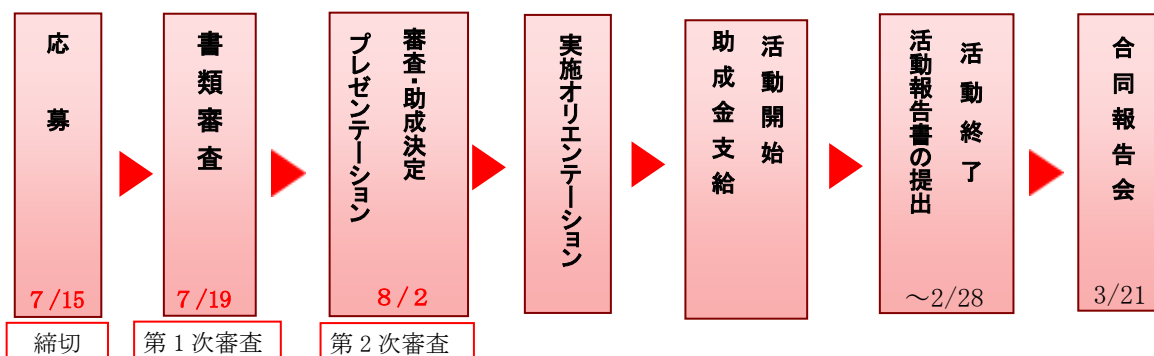 応募
7/15
締切
書類審査
7/19
第1次審査
審査・助成決定
プレゼンテーション
8/2
第2次審査
実施オリエンテーション
活動開始
助成金支給
活動終了
活動報告書の提出
～2/28
合同報告会
3/21